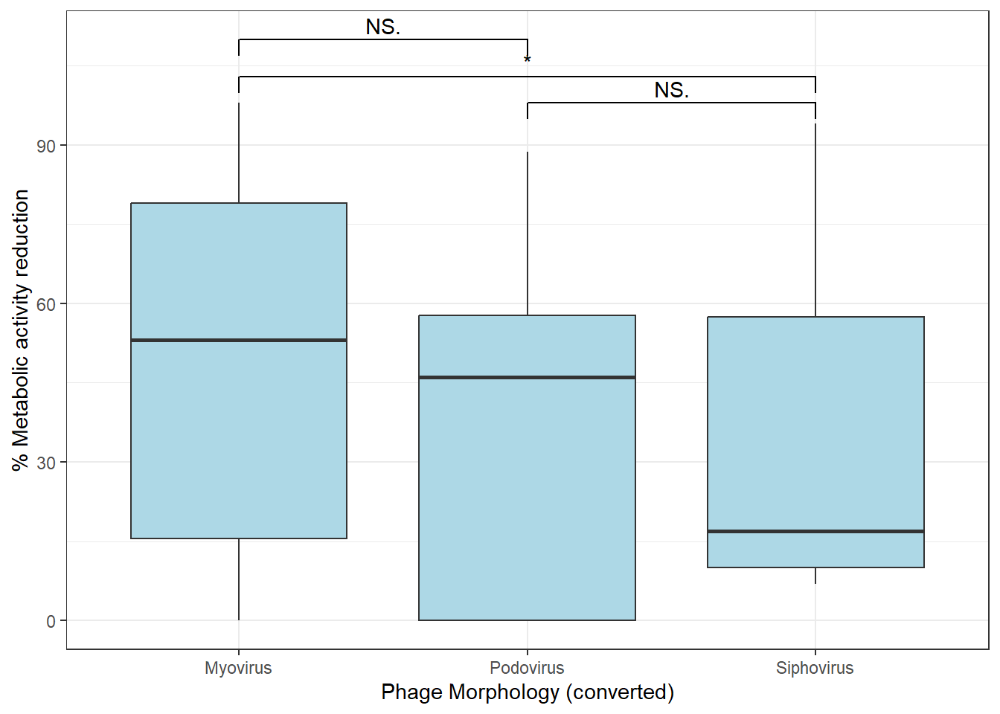 NS.
*
NS.
90
60
30
0
% Metabolic activity reduction
Myovirus Podovirus Siphovirus
Phage Morphology (converted)